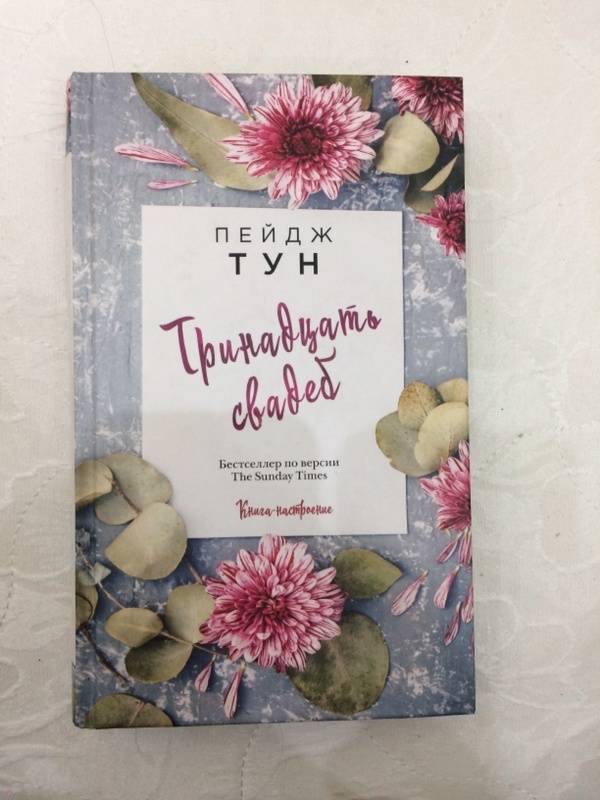 ПЕЙДЖ
ТУН
Тринадцать
свадеб
Бестселлер по версии
The Sunday Times
Книга-настроение